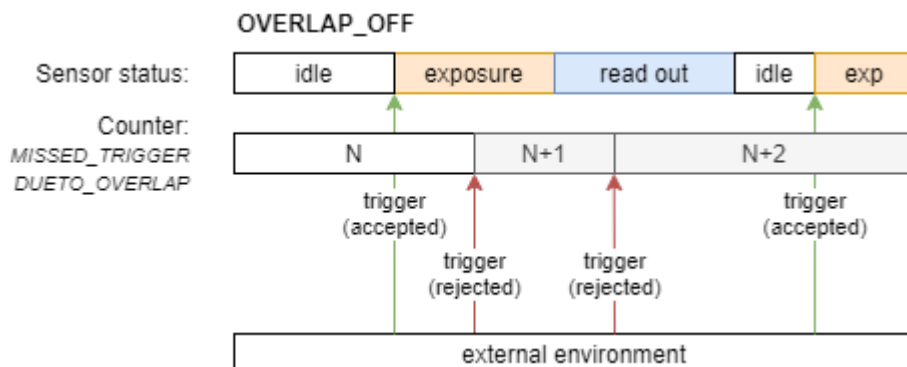 OVERLAP_OFF
Sensor status:
idle
exposure
read out
idle
exp
Counter:
MISSED_TRIGGER
DUETO_OVERLAP
N
N+1
N+2
trigger
(accepted)
trigger
(rejected)
trigger
(rejected)
trigger
(accepted)
external environment